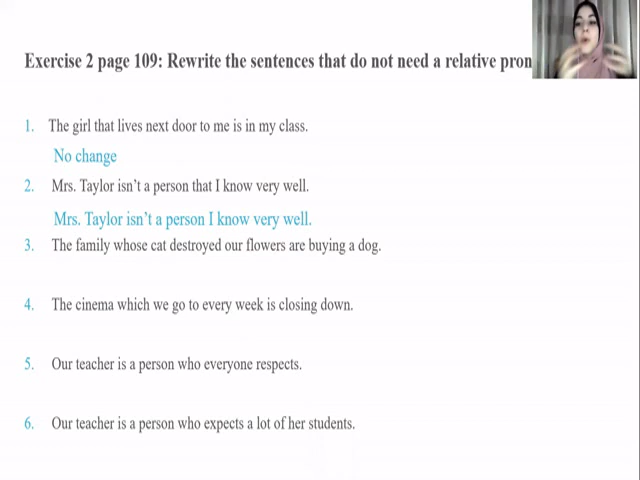 Exercise 2 page 109: Rewrite the sentences that do not need a relative pron
1. The girl that lives next door to me is in my class.
No change
2. Mrs. Taylor isn't a person that I know very well.
Mrs. Taylor isn't a person I know very well.
3. The family whose cat destroyed our flowers are buying a dog.
4. The cinema which we go to every week is closing down.
5. Our teacher is a person who everyone respects.
6. Our teacher is a person who expects a lot of her students.